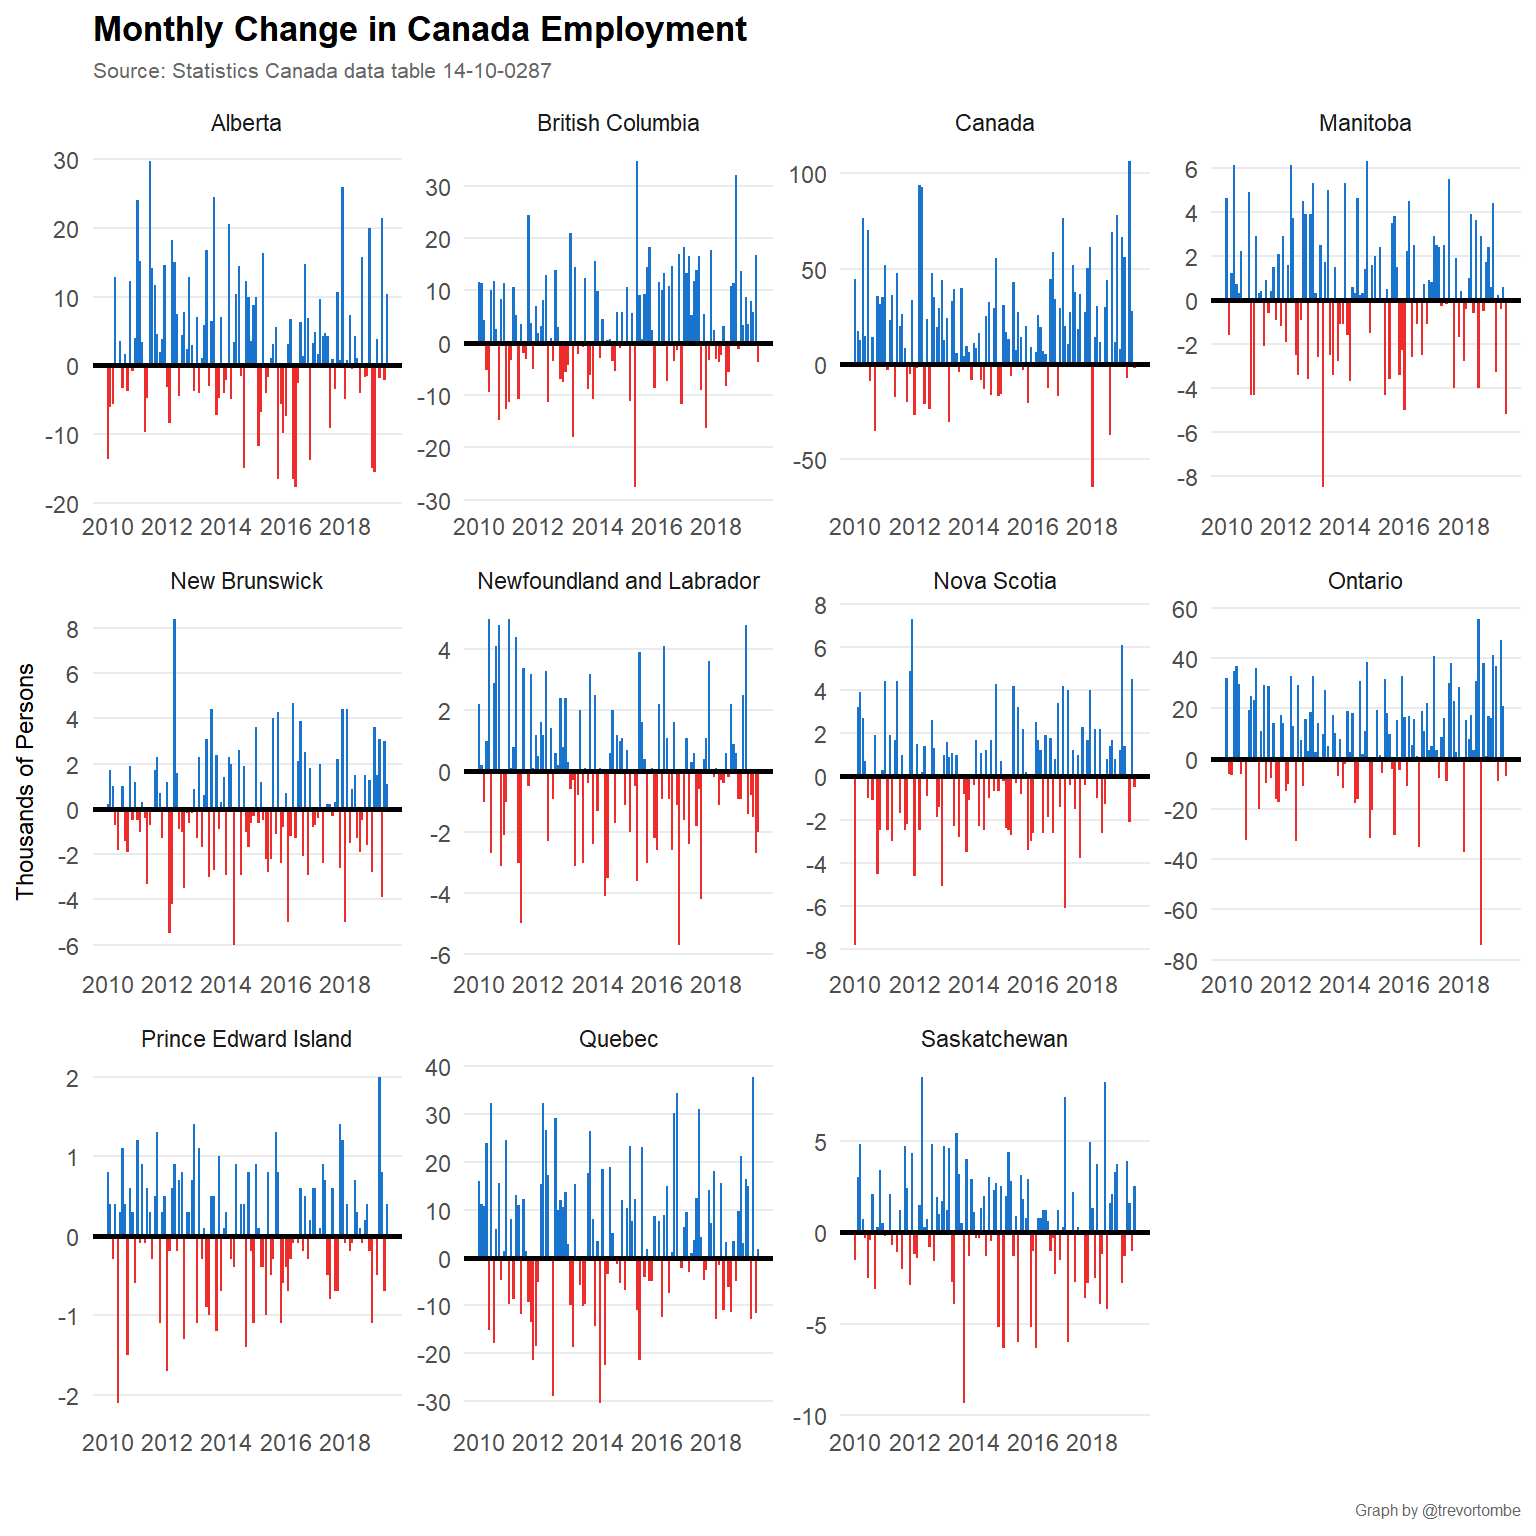 Monthly Change in Canada Employment
Source: Statistics Canada data table 14-10-0287
Alberta
30
20
10
0
-10
-20
2010 2012 2014 2016 2018
British Columbia
30
20
10
0
-10
-20
-30
2010 2012 2014 2016 2018
Canada
100
50
0
-50
2010 2012 2014 2016 2018
Manitoba
6
4
2
0
-2
-4
-6
-8
2010 2012 2014 2016 2018
Thousands of Persons
New Brunswick
8
6
4
2
0
-2
-4
-6
2010 2012 2014 2016 2018
Newfoundland and Labrador
4
2
0
-2
-4
-6
2010 2012 2014 2016 2018
Nova Scotia
8
6
4
2
0
-2
-4
-6
-8
2010 2012 2014 2016 2018
Ontario
60
40
20
0
-20
-40
-60
-80
2010 2012 2014 2016 2018
Prince Edward Island
2
1
0
-1
-2
2010 2012 2014 2016 2018
Quebec
40
30
20
10
0
-10
-20
-30
2010 2012 2014 2016 2018
Saskatchewan
5
0
-5
-10
2010 2012 2014 2016 2018
Graph by @trevortombe